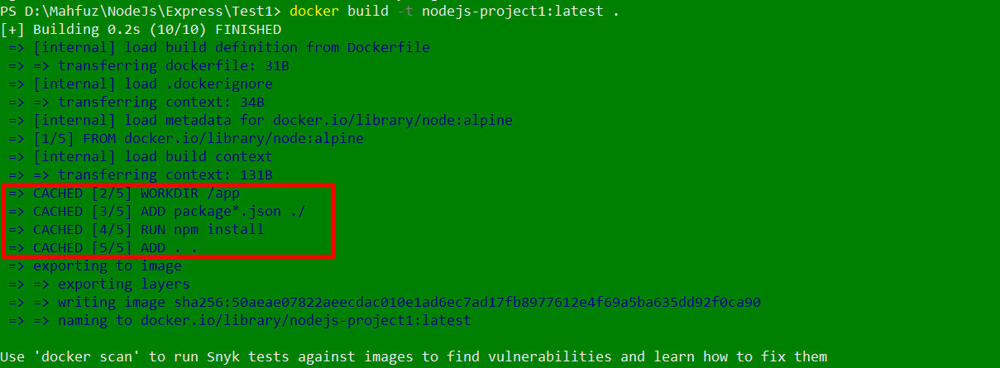 PS D:\Mahfuz\NodeJs\Express\Test1> docker build -t nodejs-project1:latest .
[+] Building 0.2s (10/10) FINISHED
=> [internal] load build definition from Dockerfile
=> => transferring dockerfile: 31B
=> [internal] load .dockerignore
=> => transferring context: 34B
=> [internal] load metadata for docker.io/library/node:alpine
=> [1/5] FROM docker.io/library/node:alpine
=> [internal] load build context
=> => transferring context: 131B
=> CACHED [2/5] WORKDIR /app
=> CACHED [3/5] ADD package*.json ./
=> CACHED [4/5] RUN npm install
=> CACHED [5/5] ADD . .
=> exporting to image
=> => exporting layers
=> => writing image sha256:50aeae07822aeecdac010e1ad6ec7ad17fb8977612e4f69a5ba635dd92f0ca90
=> => naming to docker.io/library/nodejs-project1:latest
Use 'docker scan' to run Snyk tests against images to find vulnerabilities and learn how to fix them